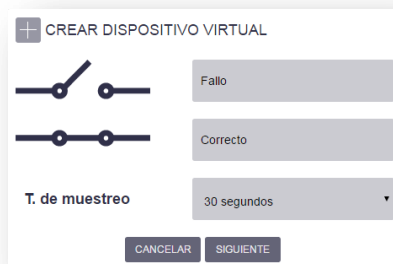 CREAR DISPOSITIVO VIRTUAL
Fallo
Correcto
T. de muestreo
30 segundos
CANCELAR
SIGUIENTE